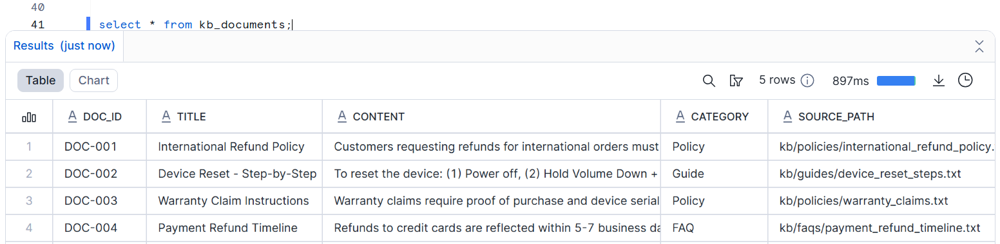 40
41 select * from kb_documents;
Results (just now)
Table Chart 5 rows 897ms
DOC_ID TITLE CONTENT CATEGORY SOURCE_PATH
1 DOC-001 International Refund Policy Customers requesting refunds for international orders must Policy kb/policies/international_refund_policy.
2 DOC-002 Device Reset - Step-by-Step To reset the device: (1) Power off, (2) Hold Volume Down + Guide kb/guides/device_reset_steps.txt
3 DOC-003 Warranty Claim Instructions Warranty claims require proof of purchase and device serial Policy kb/policies/warranty_claims.txt
4 DOC-004 Payment Refund Timeline Refunds to credit cards are reflected within 5-7 business da FAQ kb/faqs/payment_refund_timeline.txt